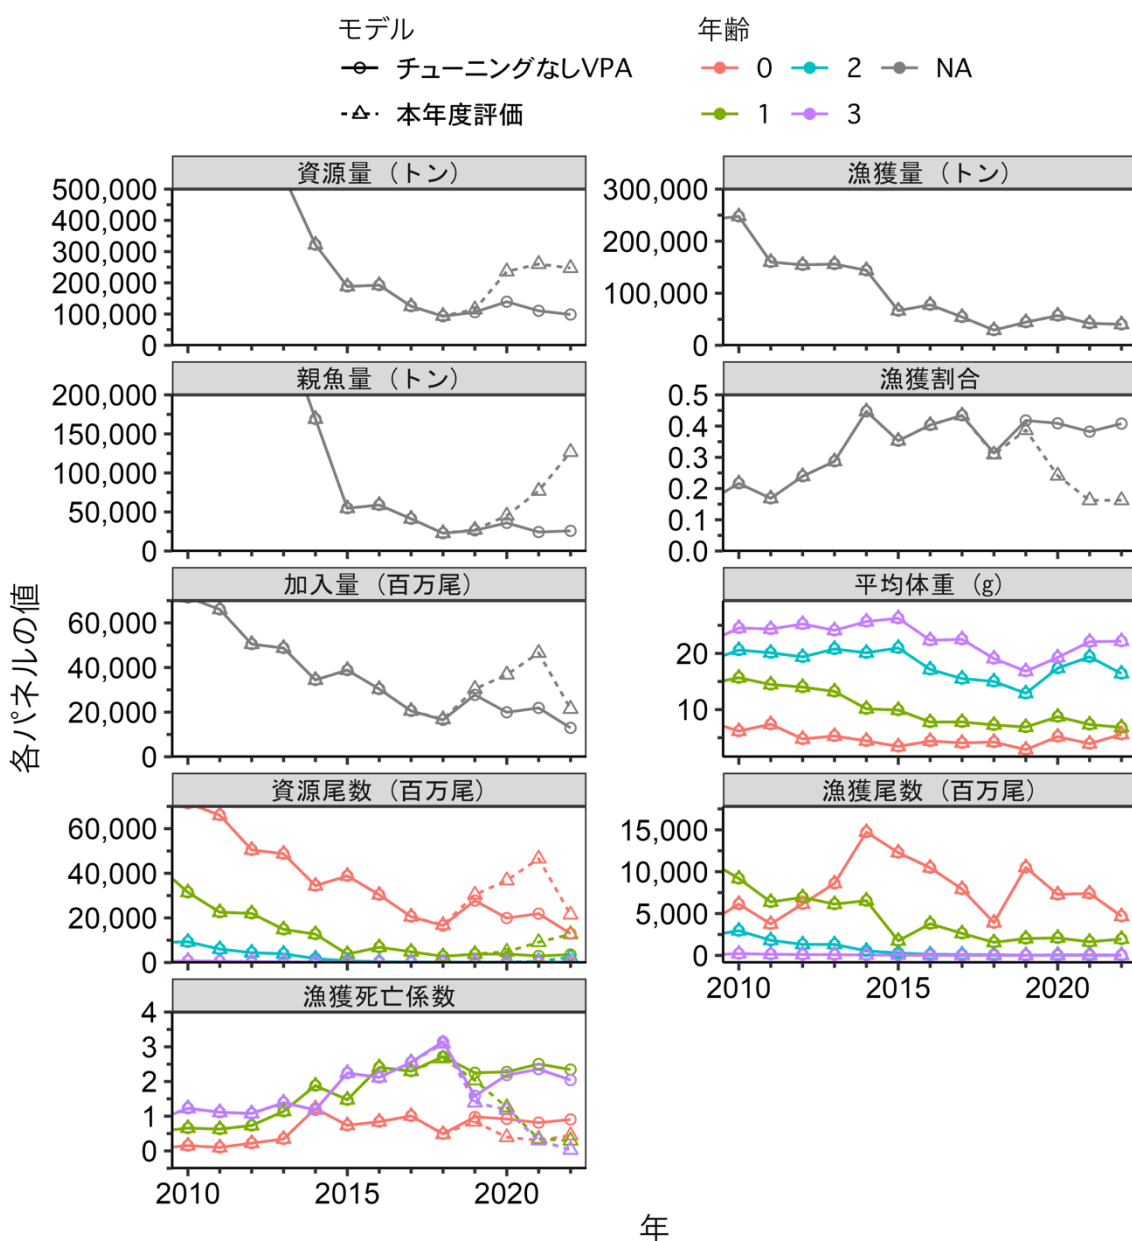 モデル
チューニングなしVPA
本年度評価
年齢
0 2 NA
1 3
資源量（トン）
500,000
400,000
300,000
200,000
100,000
0
漁獲量（トン）
300,000
200,000
100,000
0
親魚量（トン）
200,000
150,000
100,000
50,000
0
漁獲割合
0.5
0.4
0.3
0.2
0.1
0.0
加入量（百万尾）
60,000
40,000
20,000
0
平均体重（g）
20
10
資源尾数（百万尾）
60,000
40,000
20,000
0
漁獲尾数（百万尾）
15,000
10,000
5,000
0
2010 2015 2020
漁獲死亡係数
4
3
2
1
0
2010 2015 2020
各パネルの値
年